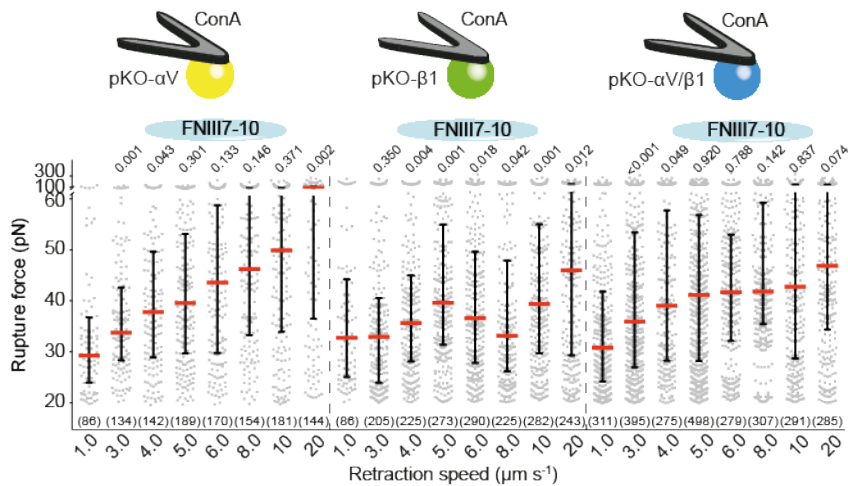 ConA ConA ConA
pKO-αV pKO-β1 pKO-αV/β1
FNIII7-10 FNIII7-10 FNIII7-10
0.001 0.043 0.301 0.133 0.146 0.371 0.002 0.350 0.004 0.001 0.018 0.042 0.001 0.012 <0.001 0.049 0.920 0.788 0.142 0.837 0.074
300
100
60
50
40
30
20
Rupture force (pN)
(86) (134) (142) (189) (170) (154) (181) (144) (86) (205) (225) (273) (290) (225) (282) (243) (311) (395) (275) (498) (279) (307) (291) (285)
1.0 3.0 4.0 5.0 6.0 8.0 10 20 1.0 3.0 4.0 5.0 6.0 8.0 10 20 1.0 3.0 4.0 5.0 6.0 8.0 10 20
Retraction speed (µm s⁻¹)